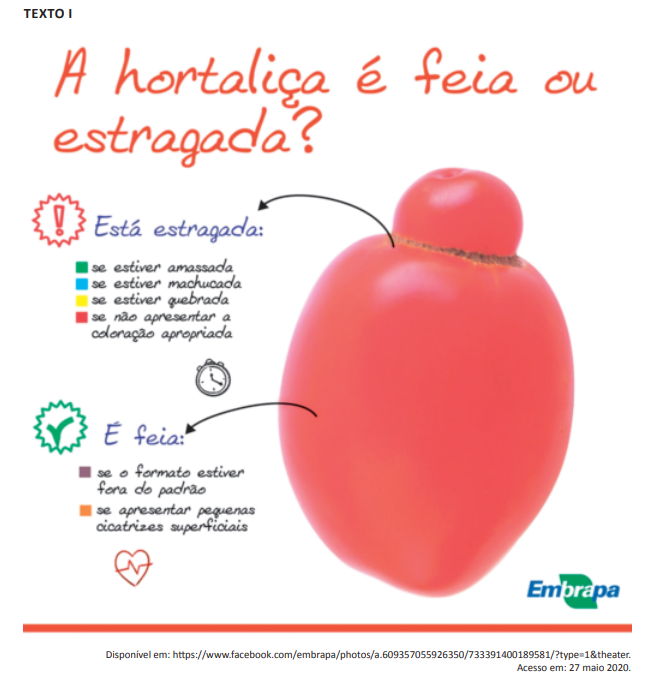 TEXTO I
A hortaliça é feia ou
estragada?
Está estragada:
se estiver amassada
se estiver machucada
se estiver quebrada
se não apresentar a
coloração apropriada
É feia:
se o formato estiver
fora do padrão
se apresentar pequenas
cicatrizes superficiais
Embrapa
Disponível em: https://www.facebook.com/embrapa/photos/a.609357055926350/733391400189581/?type=1&theater.
Acesso em: 27 maio 2020.